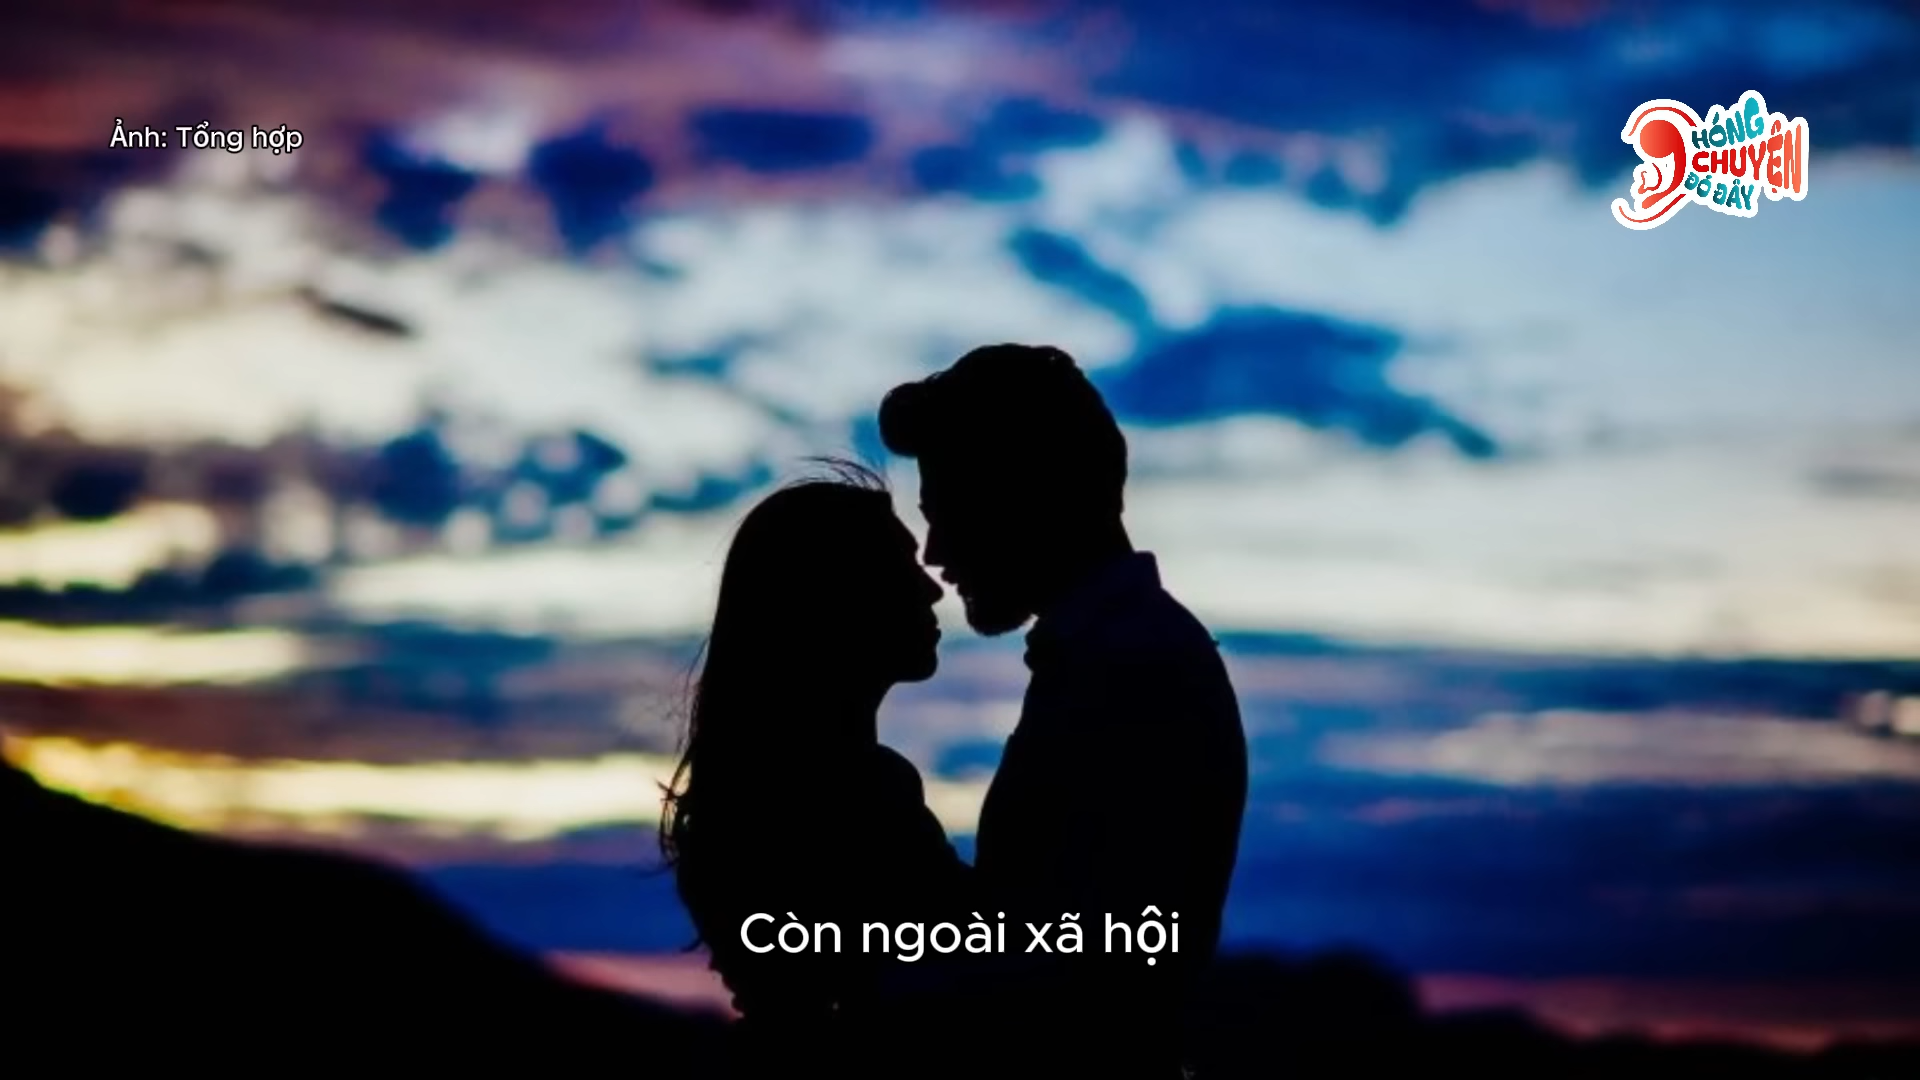 Ảnh: Tổng hợp
HÓNG
CHUYỆN
ĐÓ ĐÂY
Còn ngoài xã hội